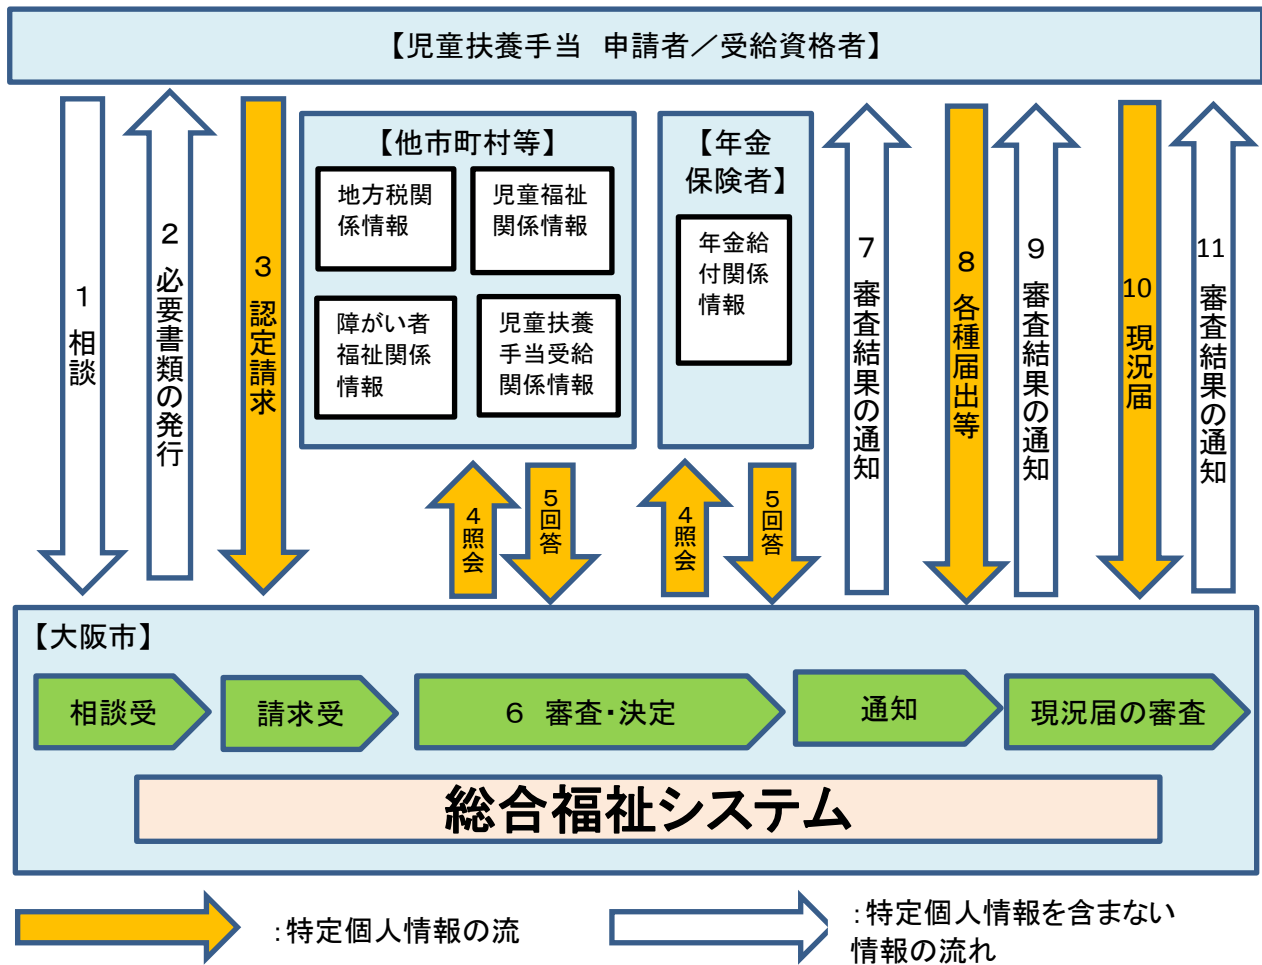 【児童扶養手当　申請者／受給資格者】
1 相談
2 必要書類の発行
3 認定請求
【他市町村等】
地方税関
係情報
児童福祉
関係情報
障がい者
福祉関係
情報
児童扶養
手当受給
関係情報
【年金
保険者】
年金給
付関係
情報
4照会
5回答
4照会
5回答
7 審査結果の通知
8 各種届出等
9 審査結果の通知
10 現況届
11 審査結果の通知
【大阪市】
相談受
請求受
6　審査・決定
通知
現況届の審査
総合福祉システム
：特定個人情報の流
：特定個人情報を含まない
情報の流れ